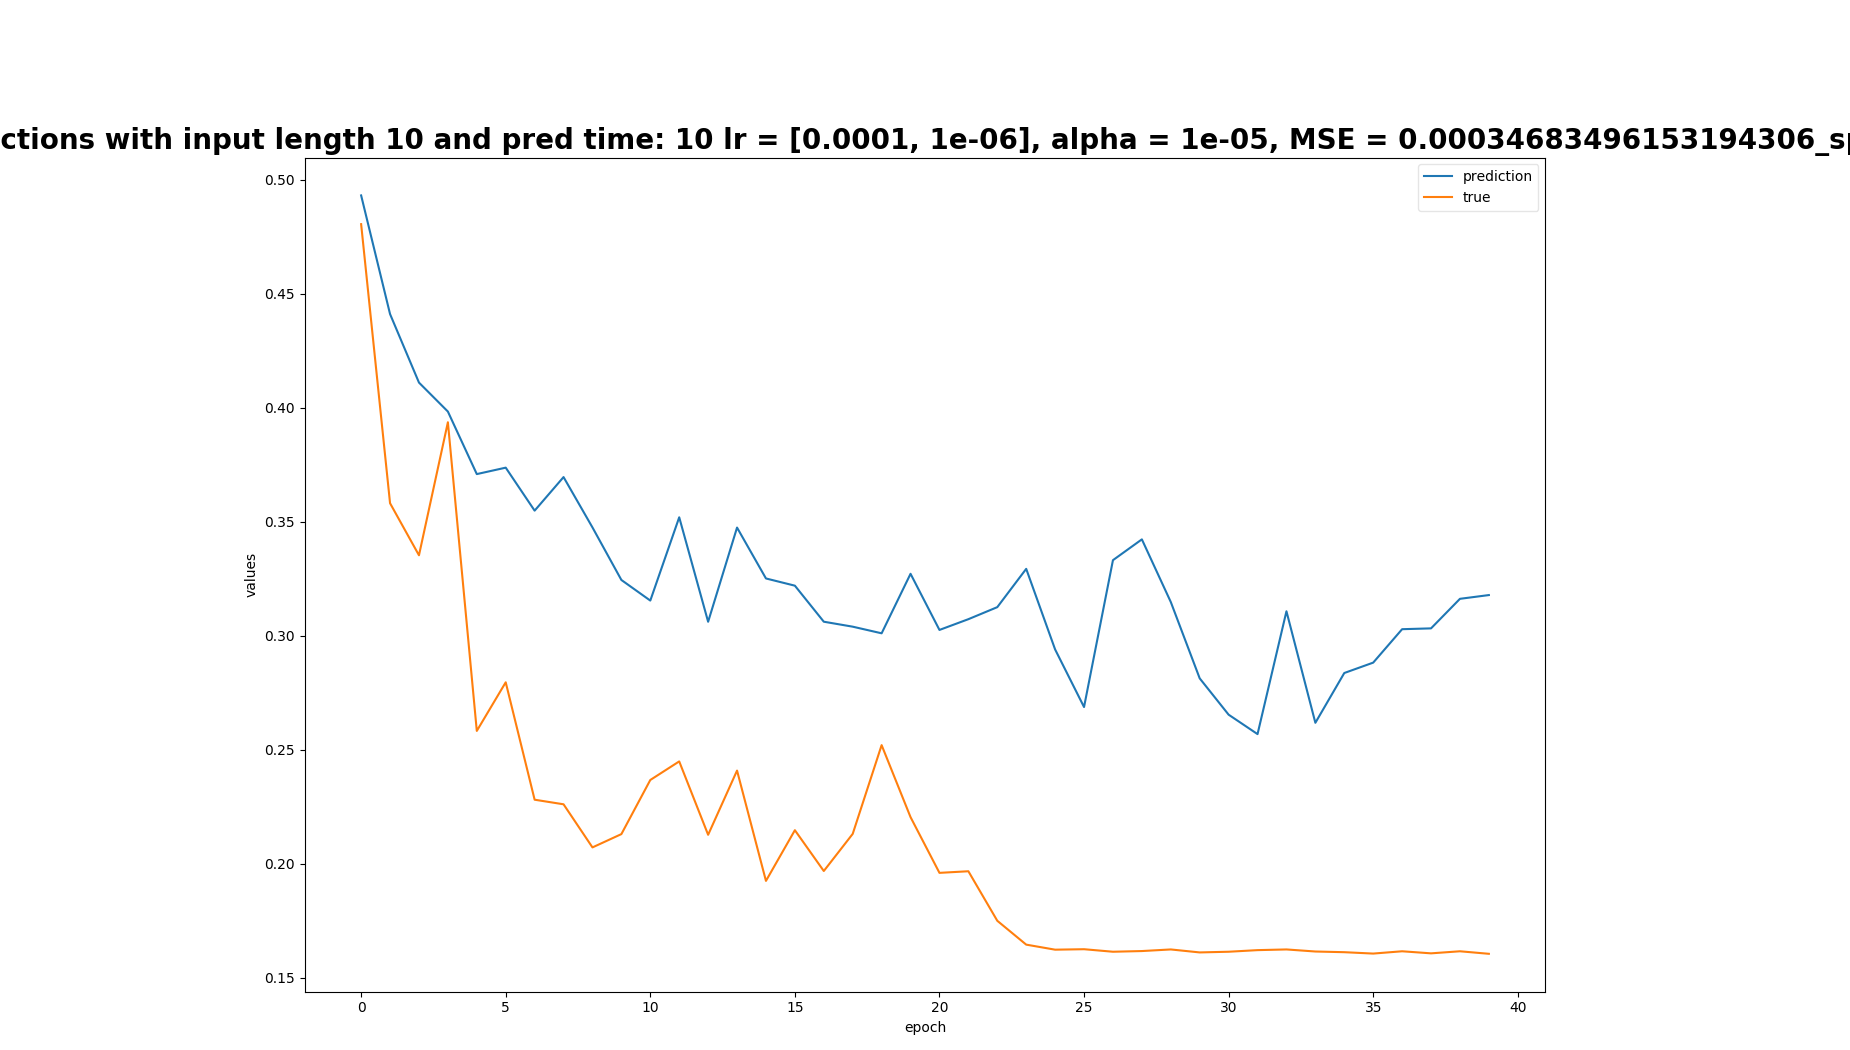 ctions with input length 10 and pred time: 10 lr = [0.0001, 1e-06], alpha = 1e-05, MSE = 0.00034683496153194306_sp
prediction
true
0.50
0.45
0.40
0.35
0.30
0.25
0.20
0.15
values
0 5 10 15 20 25 30 35 40
epoch